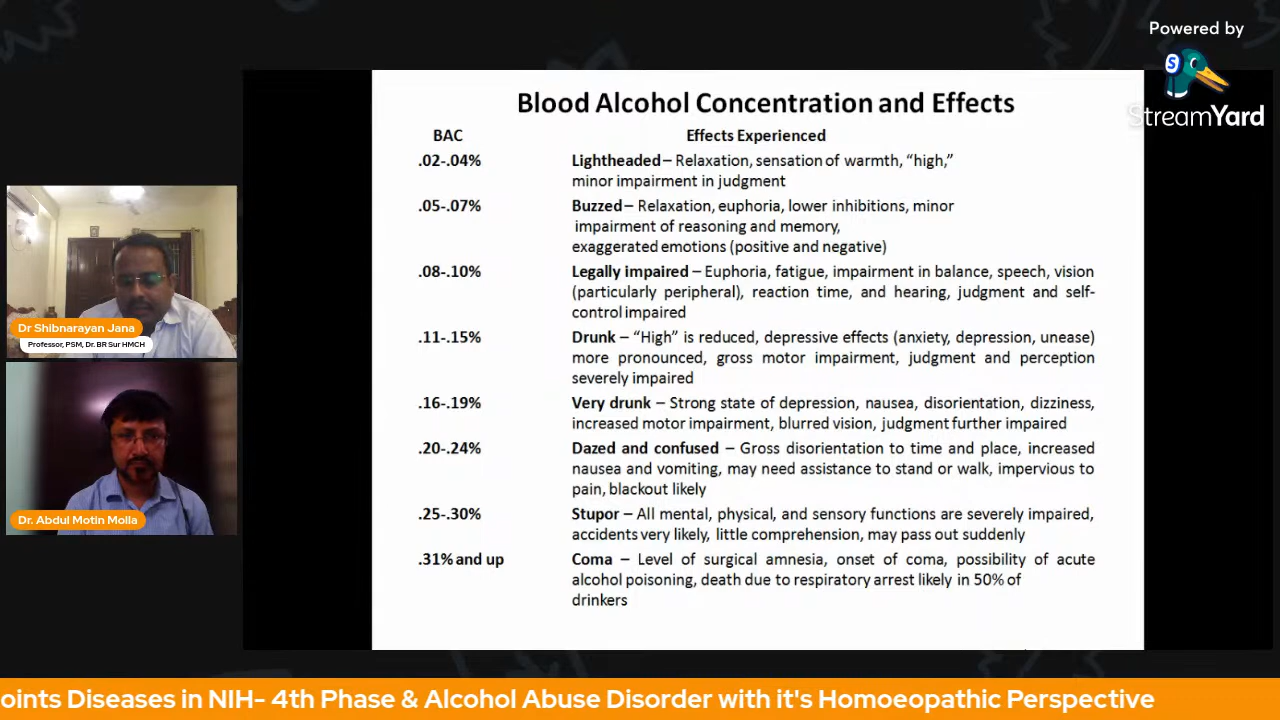 Powered by
StreamYard
Blood Alcohol Concentration and Effects
BAC Effects Experienced
.02-.04% Lightheaded – Relaxation, sensation of warmth, “high,”
minor impairment in judgment
.05-.07% Buzzed – Relaxation, euphoria, lower inhibitions, minor
impairment of reasoning and memory,
exaggerated emotions (positive and negative)
.08-.10% Legally impaired – Euphoria, fatigue, impairment in balance, speech, vision
(particularly peripheral), reaction time, and hearing, judgment and self-
control impaired
.11-.15% Drunk – “High” is reduced, depressive effects (anxiety, depression, unease)
more pronounced, gross motor impairment, judgment and perception
severely impaired
.16-.19% Very drunk – Strong state of depression, nausea, disorientation, dizziness,
increased motor impairment, blurred vision, judgment further impaired
.20-.24% Dazed and confused – Gross disorientation to time and place, increased
nausea and vomiting, may need assistance to stand or walk, impervious to
pain, blackout likely
.25-.30% Stupor – All mental, physical, and sensory functions are severely impaired,
accidents very likely, little comprehension, may pass out suddenly
.31% and up Coma – Level of surgical amnesia, onset of coma, possibility of acute
alcohol poisoning, death due to respiratory arrest likely in 50% of
drinkers
Dr Shibnarayan Jana
Professor, PSM, Dr. BR Sur HMCH
Dr. Abdul Motin Molla
oints Diseases in NIH- 4th Phase & Alcohol Abuse Disorder with it's Homoeopathic Perspective